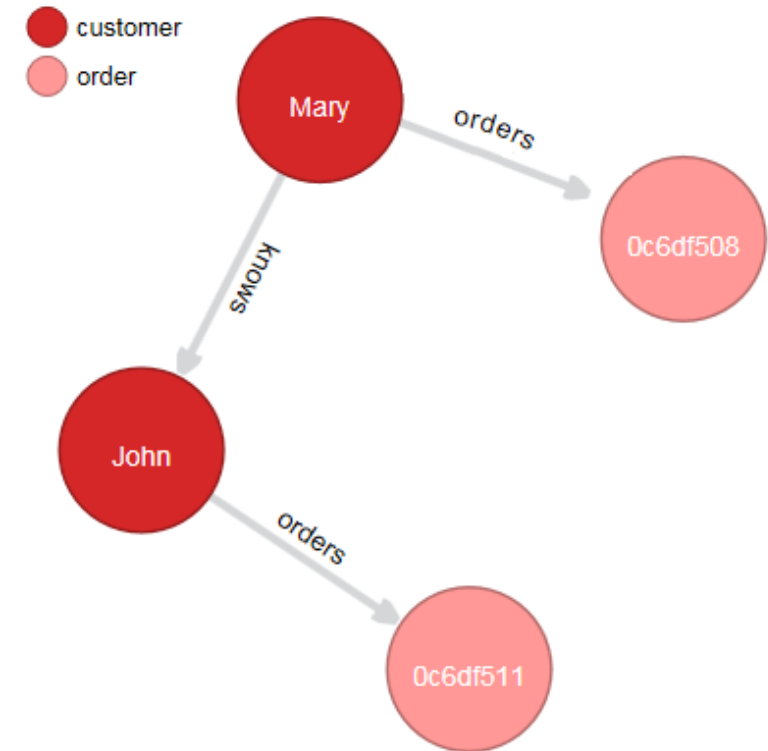 customer
order
Mary
orders
0c6df508
knows
John
orders
0c6df511